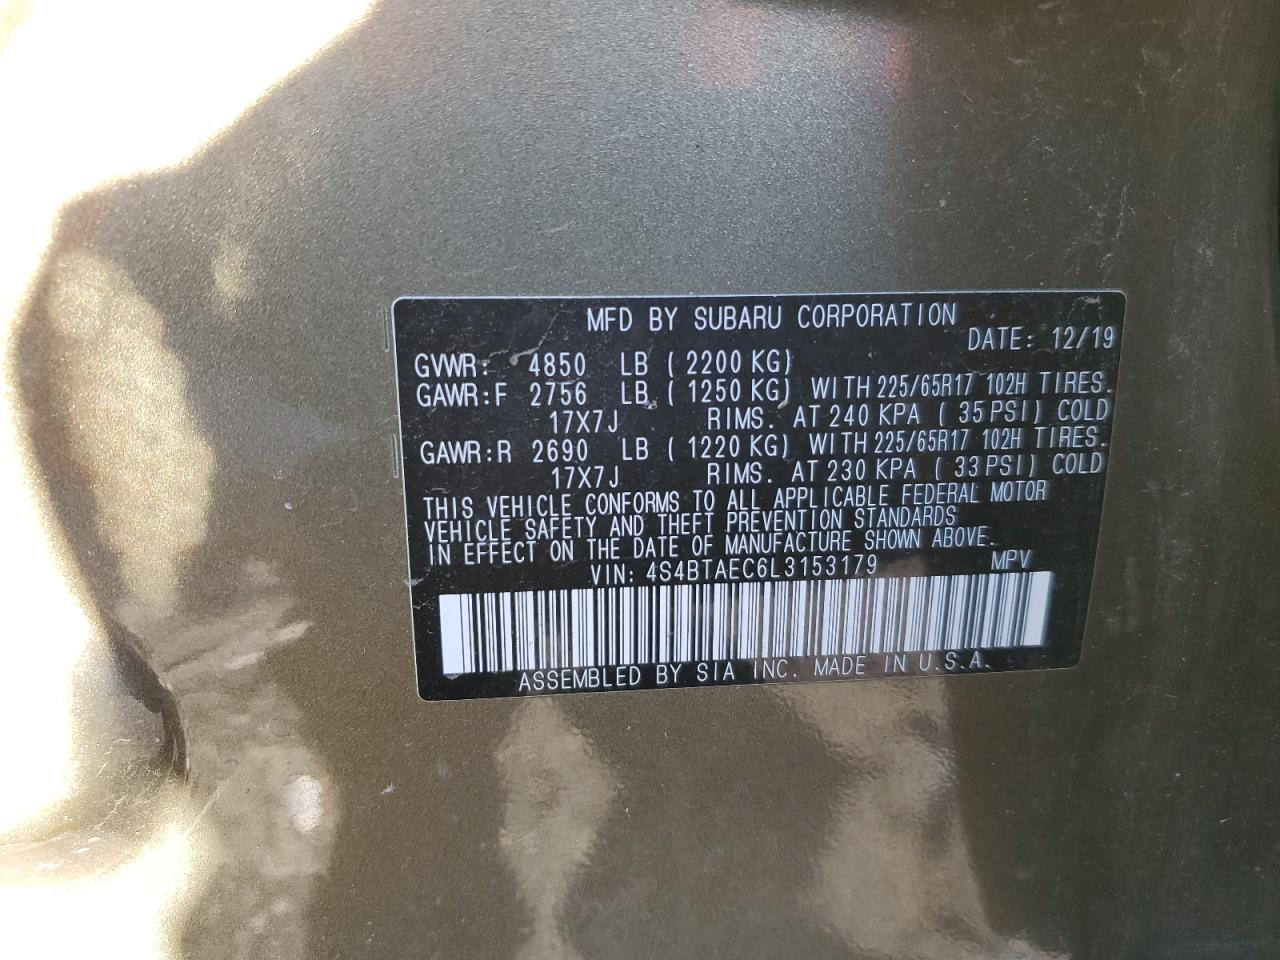 MFD BY SUBARU CORPORATION
DATE: 12/19
GVWR: 4850 LB ( 2200 KG)
GAWR:F 2756 LB ( 1250 KG) WITH 225/65R17 102H TIRES.
17X7J RIMS. AT 240 KPA ( 35 PSI) COLD
GAWR:R 2690 LB ( 1220 KG) WITH 225/65R17 102H TIRES.
17X7J RIMS. AT 230 KPA ( 33 PSI) COLD
THIS VEHICLE CONFORMS TO ALL APPLICABLE FEDERAL MOTOR
VEHICLE SAFETY AND THEFT PREVENTION STANDARDS
IN EFFECT ON THE DATE OF MANUFACTURE SHOWN ABOVE.
VIN: 4S4BTAEC6L3153179 MPV
ASSEMBLED BY SIA INC. MADE IN U.S.A.